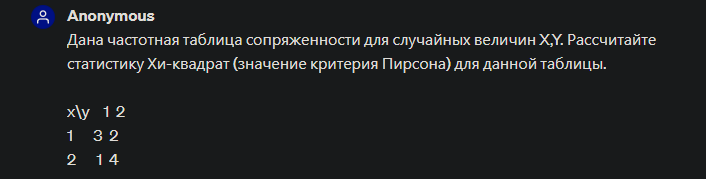 Anonymous
Дана частотная таблица сопряженности для случайных величин X,Y. Рассчитайте
статистику Хи-квадрат (значение критерия Пирсона) для данной таблицы.
x\y 1 2
1 3 2
2 1 4